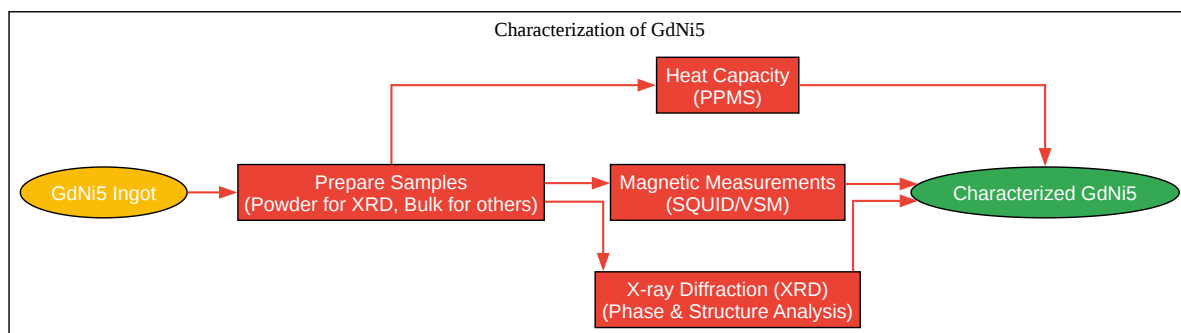 Characterization of GdNi5
Heat Capacity
(PPMS)
GdNi5 Ingot
Prepare Samples
(Powder for XRD, Bulk for others)
Magnetic Measurements
(SQUID/VSM)
Characterized GdNi5
X-ray Diffraction (XRD)
(Phase & Structure Analysis)